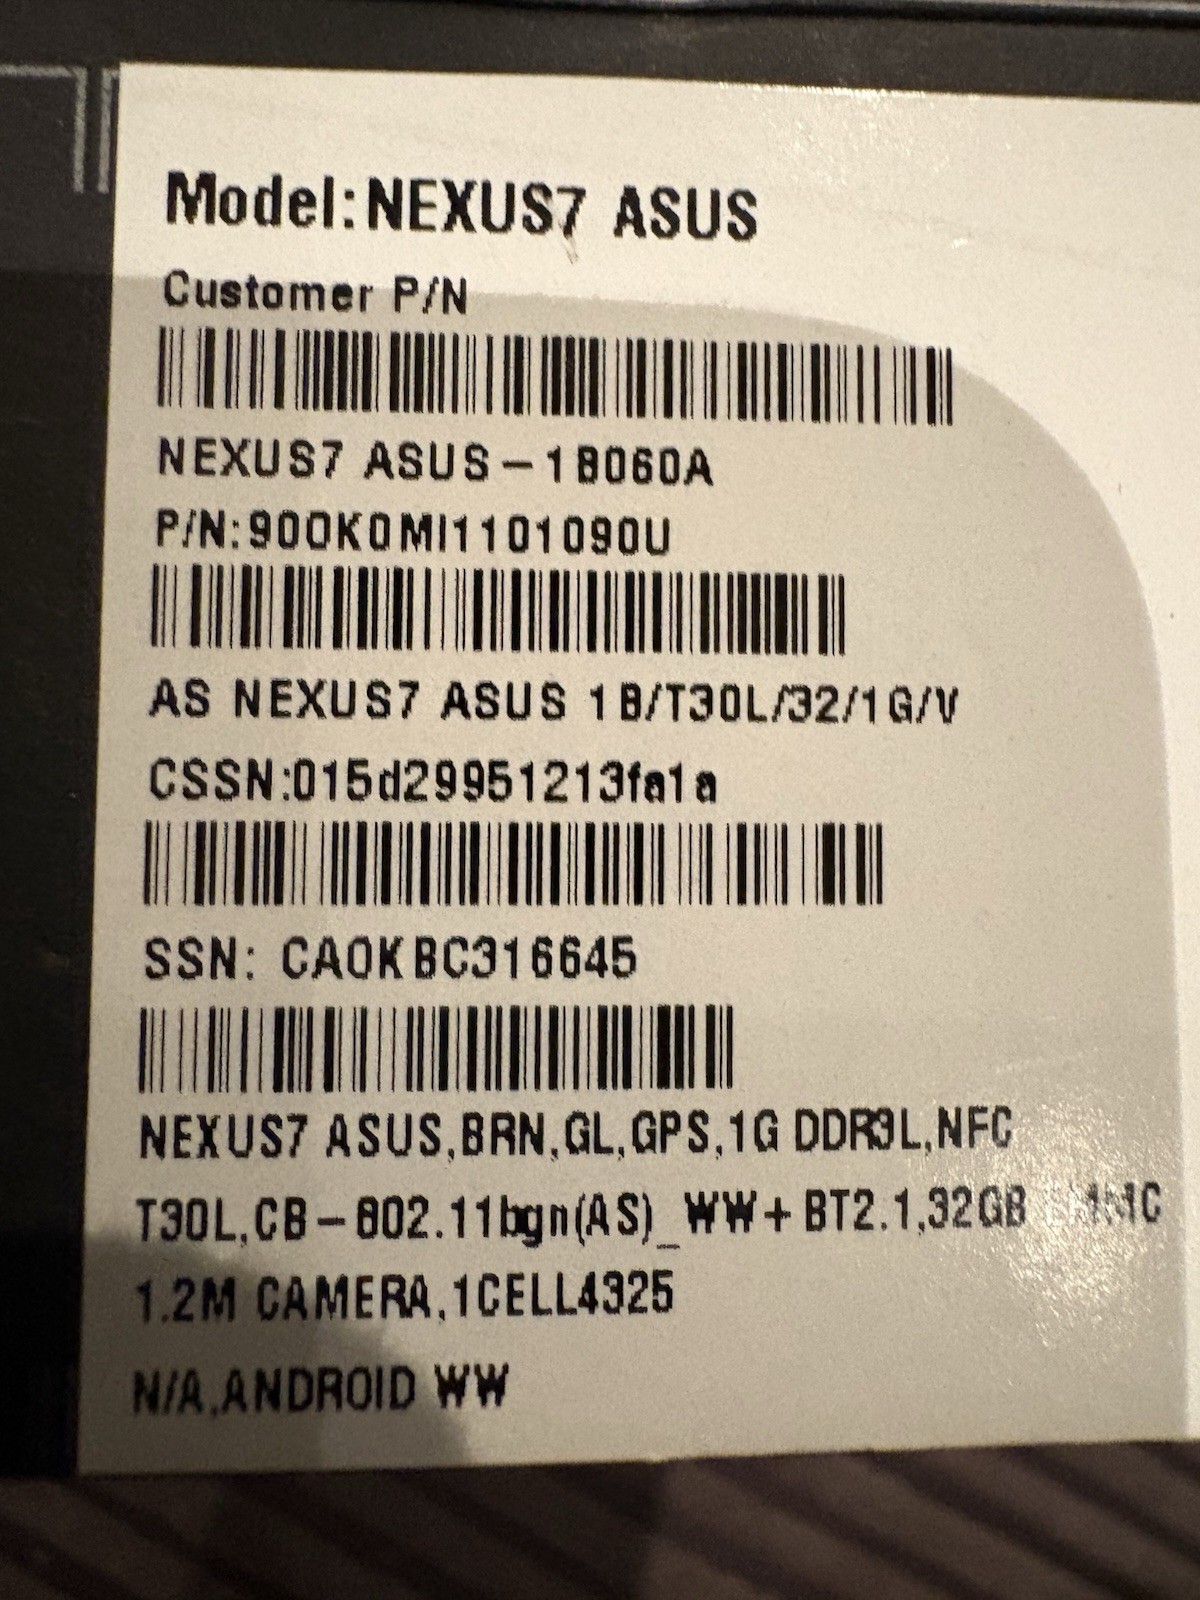 Model:NEXUS7 ASUS
Customer P/N
NEXUS7 ASUS-1B060A
P/N:90OK0MI1101090U
AS NEXUS7 ASUS 1B/T30L/32/1G/V
CSSN:015d29951213fa1a
SSN: CAOKBC316645
NEXUS7 ASUS,BRN,GL,GPS,1G DDR3L,NFC
T30L,CB-802.11bgn(AS)_WW+BT2.1,32GB
1.2M CAMERA,1CELL4325
N/A,ANDROID WW